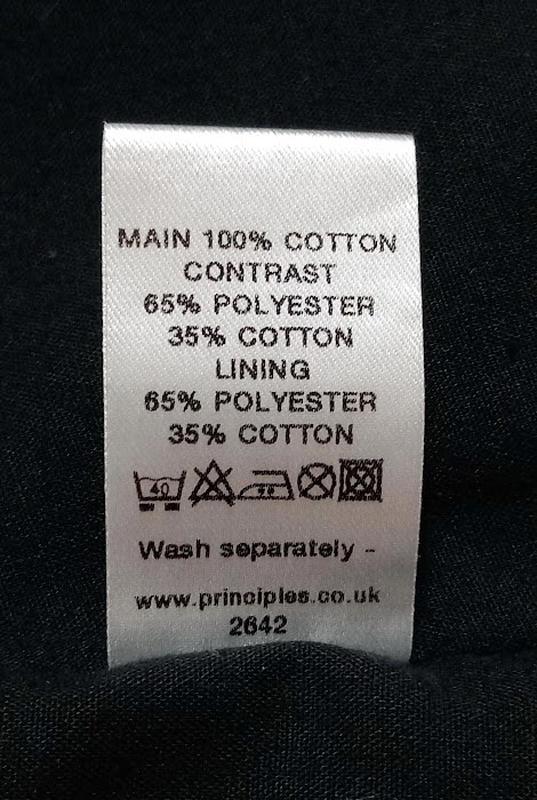 MAIN 100% COTTON
CONTRAST
65% POLYESTER
35% COTTON
LINING
65% POLYESTER
35% COTTON
40
Wash separately -
www.principles.co.uk
2642